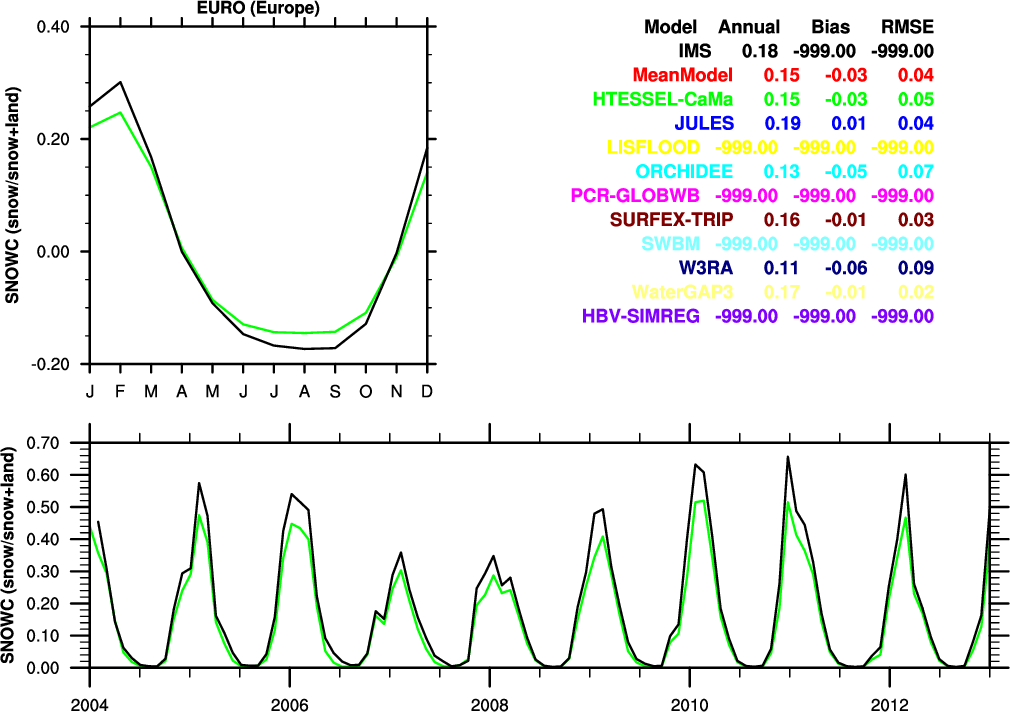 EURO (Europe)
SNOWC (snow/snow+land)
0.40
0.20
0.00
-0.20
J F M A M J J A S O N D
Model Annual Bias RMSE
IMS 0.18 -999.00 -999.00
MeanModel 0.15 -0.03 0.04
HTESSEL-CaMa 0.15 -0.03 0.05
JULES 0.19 0.01 0.04
LISFLOOD -999.00 -999.00 -999.00
ORCHIDEE 0.13 -0.05 0.07
PCR-GLOBWB -999.00 -999.00 -999.00
SURFEX-TRIP 0.16 -0.01 0.03
SWBM -999.00 -999.00 -999.00
W3RA 0.11 -0.06 0.09
WaterGAP3 0.17 -0.01 0.02
HBV-SIMREG -999.00 -999.00 -999.00
SNOWC (snow/snow+land)
0.70
0.60
0.50
0.40
0.30
0.20
0.10
0.00
2004 2006 2008 2010 2012